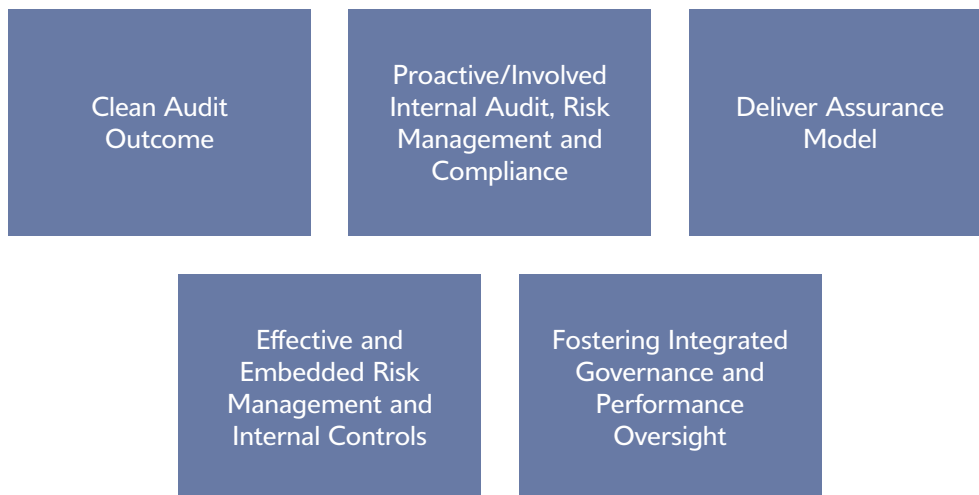 Clean Audit
Outcome
Proactive/Involved
Internal Audit, Risk
Management and
Compliance
Deliver Assurance
Model
Effective and
Embedded Risk
Management and
Internal Controls
Fostering Integrated
Governance and
Performance
Oversight